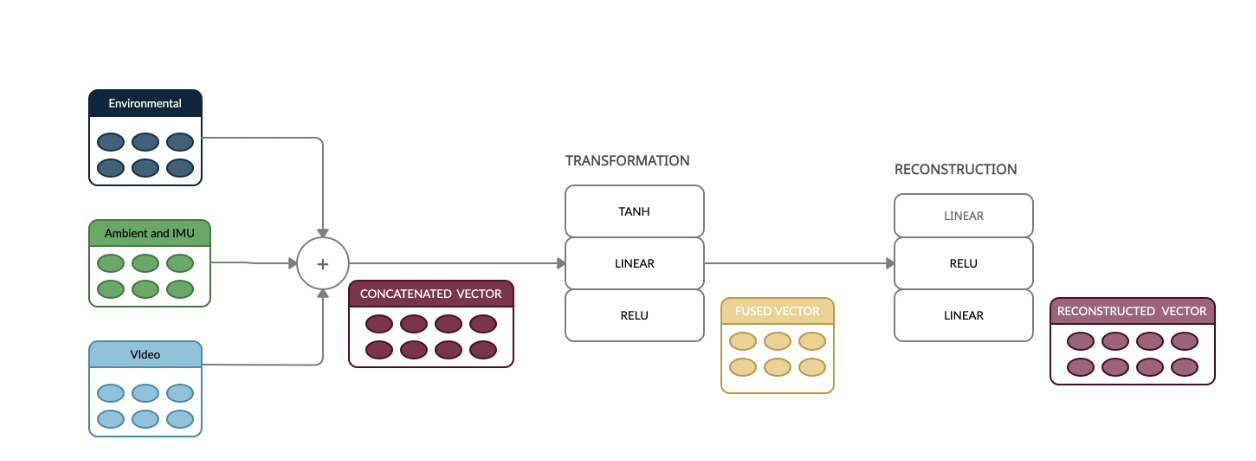 Environmental
Ambient and IMU
VIdeo
+
CONCATENATED VECTOR
TRANSFORMATION
TANH
LINEAR
RELU
FUSED VECTOR
RECONSTRUCTION
LINEAR
RELU
LINEAR
RECONSTRUCTED VECTOR